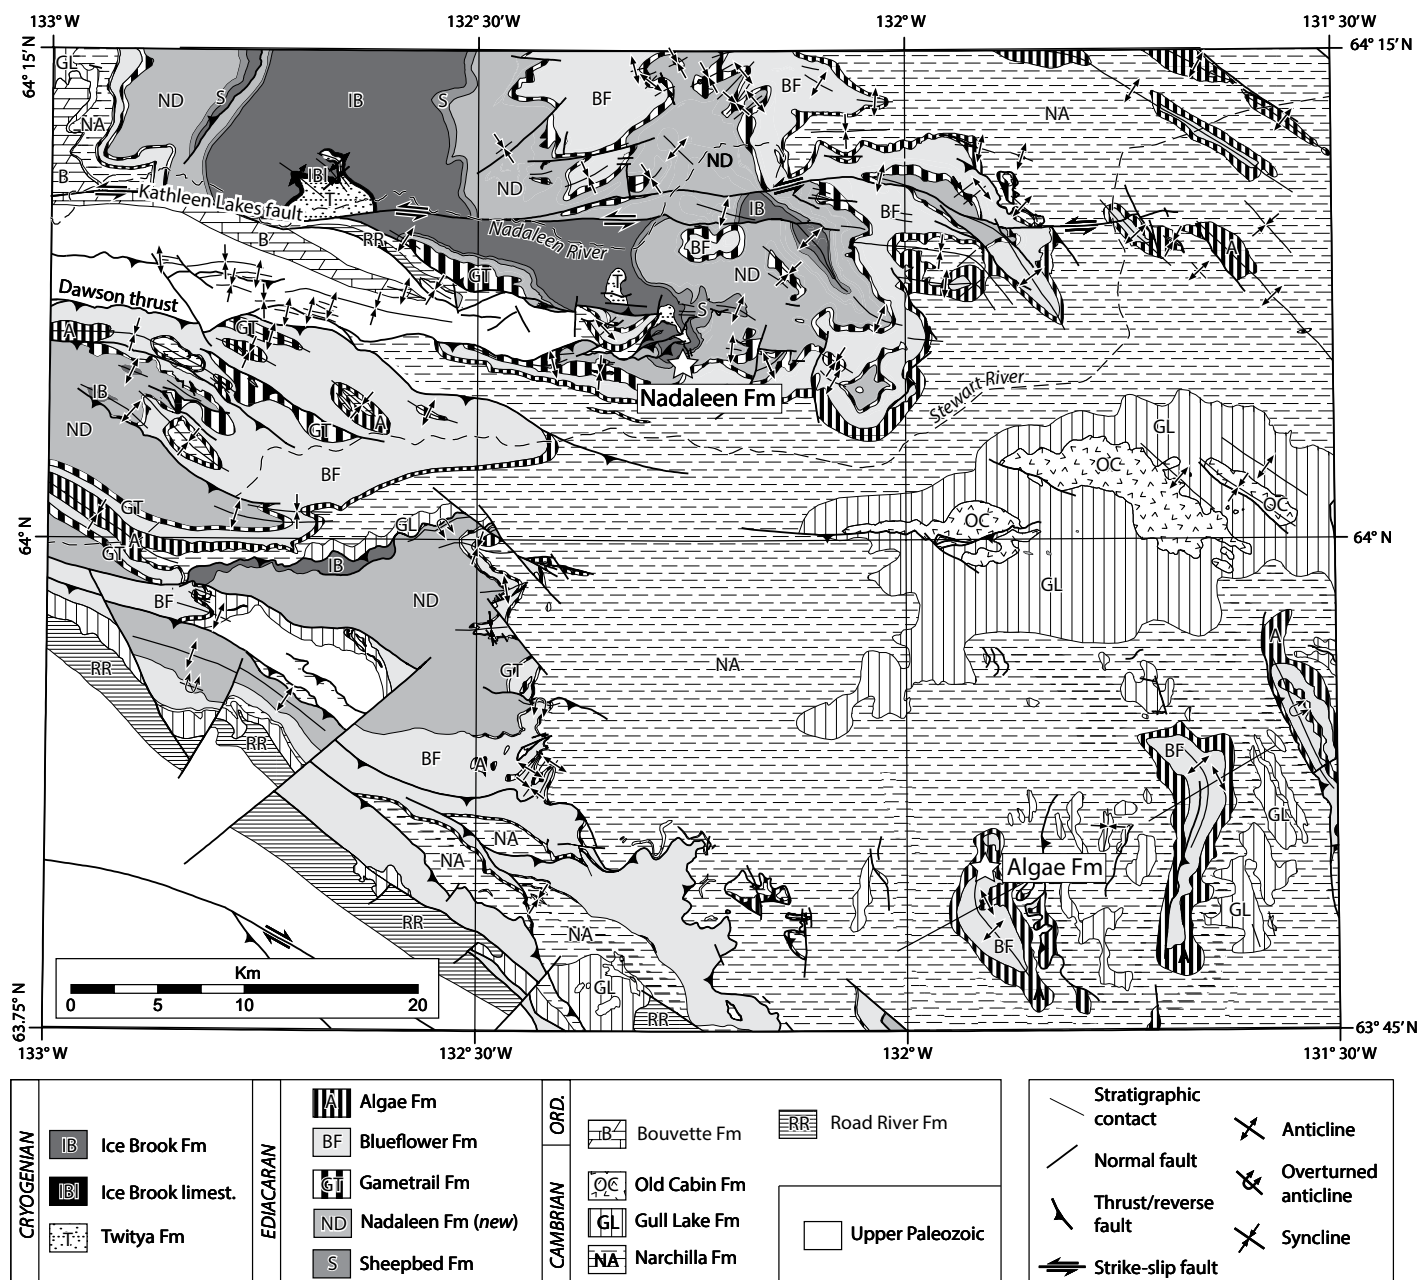 133° W
132° 30' W
132° W
131° 30' W
64° 15' N
64° 15' N
GL
ND
S
IB
S
BF
BF
NA
NA
IBl
ND
ND
B
T
Kathleen Lakes fault
IB
BF
B
RR
Nadaleen River
BF
A
GT
T
ND
Dawson thrust
S
A
GT
IB
Nadaleen Fm
Stewart River
ND
GT
A
GL
BF
OC
OC
GT
GL
OC
64° N
A
64° N
GT
IB
GL
BF
ND
A
RR
GT
NA
RR
BF
A
BF
GL
NA
NA
Algae Fm
RR
NA
BF
GL
Km
GL
A
0
5
10
20
A
RR
63.75° N
63° 45' N
133° W
132° 30' W
132° W
131° 30' W
CRYOGENIAN
IB Ice Brook Fm
IBl Ice Brook limest.
T Twitya Fm
EDIACARAN
A Algae Fm
BF Blueflower Fm
GT Gametrail Fm
ND Nadaleen Fm (new)
S Sheepbed Fm
ORD.
CAMBRIAN
B Bouvette Fm
RR Road River Fm
OC Old Cabin Fm
GL Gull Lake Fm
NA Narchilla Fm
Upper Paleozoic
Stratigraphic
contact
Normal fault
Thrust/reverse
fault
Strike-slip fault
Anticline
Overturned
anticline
Syncline